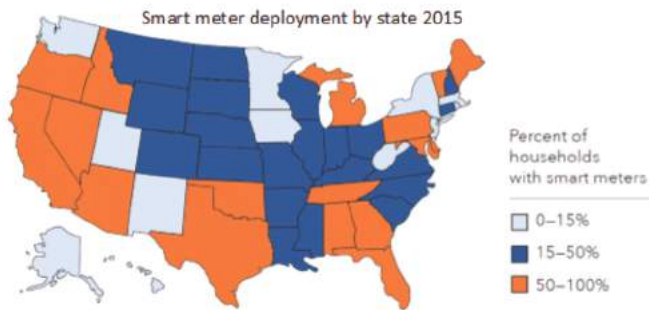 Smart meter deployment by state 2015
Percent of
households
with smart meters
0–15%
15–50%
50–100%